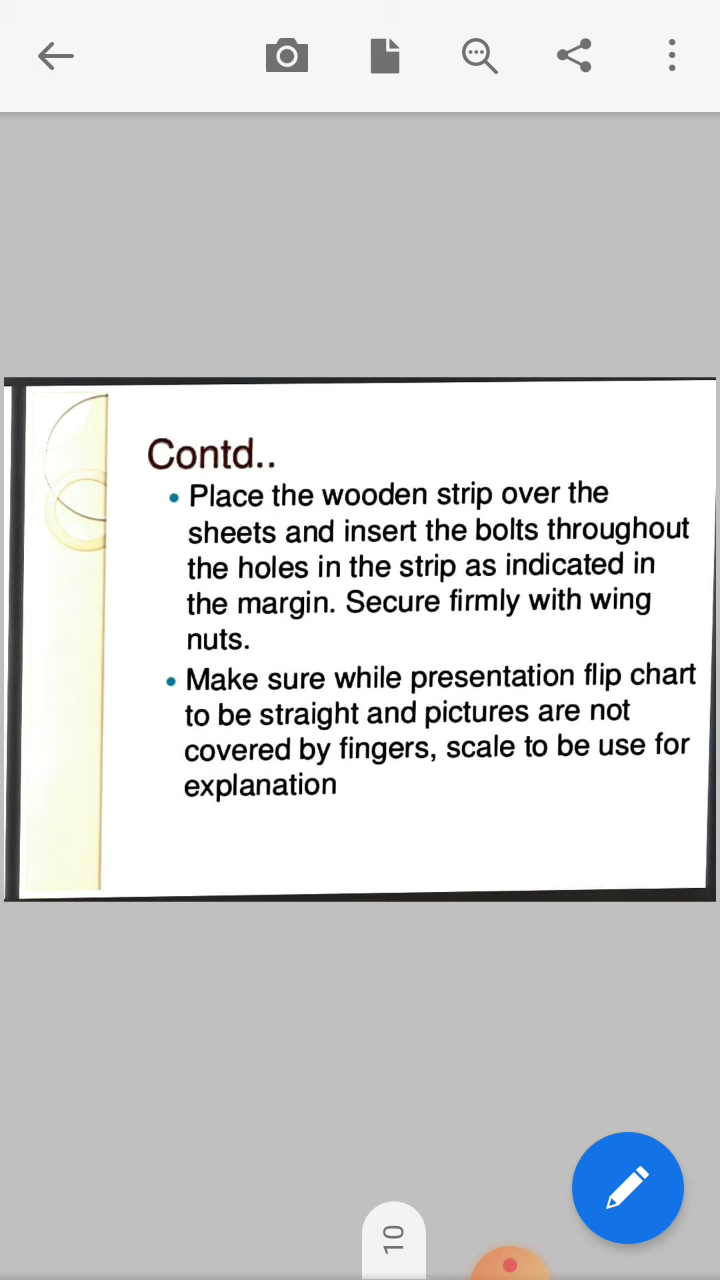 Contd..
• Place the wooden strip over the
sheets and insert the bolts throughout
the holes in the strip as indicated in
the margin. Secure firmly with wing
nuts.
• Make sure while presentation flip chart
to be straight and pictures are not
covered by fingers, scale to be use for
explanation
10